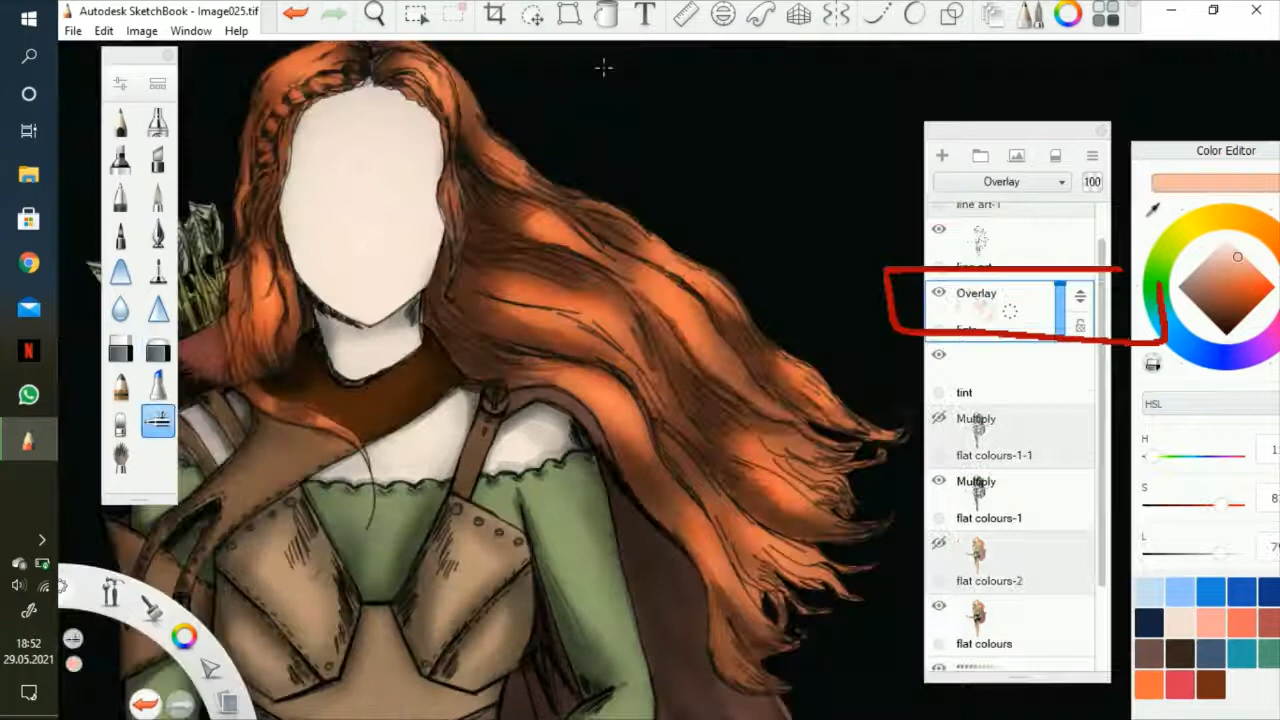 Autodesk SketchBook - Image025.tif
File Edit Image Window Help
T
Color Editor
Overlay 100
line art-1
line art
Overlay
tint
Multiply
flat colours-1-1
Multiply
flat colours-1
flat colours-2
flat colours
HSL
H
S
L
18:52
29.05.2021